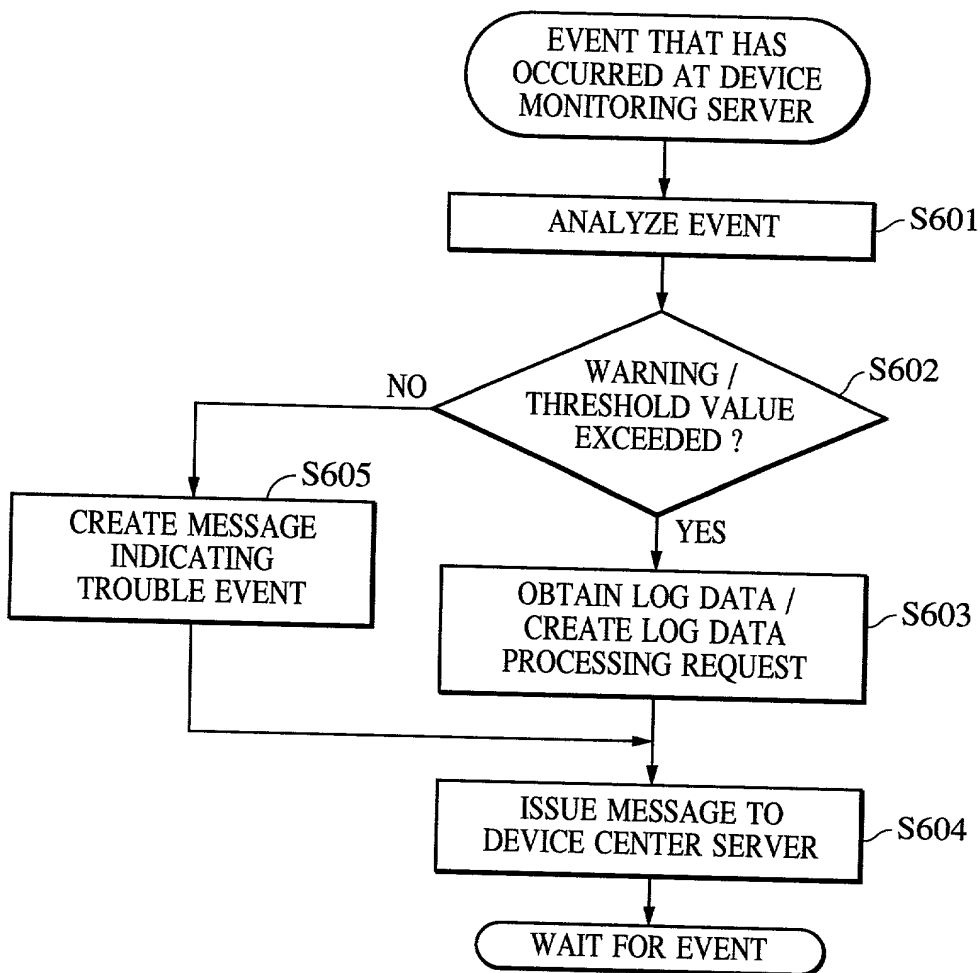 EVENT THAT HAS
OCCURRED AT DEVICE
MONITORING SERVER
ANALYZE EVENT
S601
WARNING /
THRESHOLD VALUE
EXCEEDED ?
S602
NO
YES
S605
CREATE MESSAGE
INDICATING
TROUBLE EVENT
OBTAIN LOG DATA /
CREATE LOG DATA
PROCESSING REQUEST
S603
ISSUE MESSAGE TO
DEVICE CENTER SERVER
S604
WAIT FOR EVENT